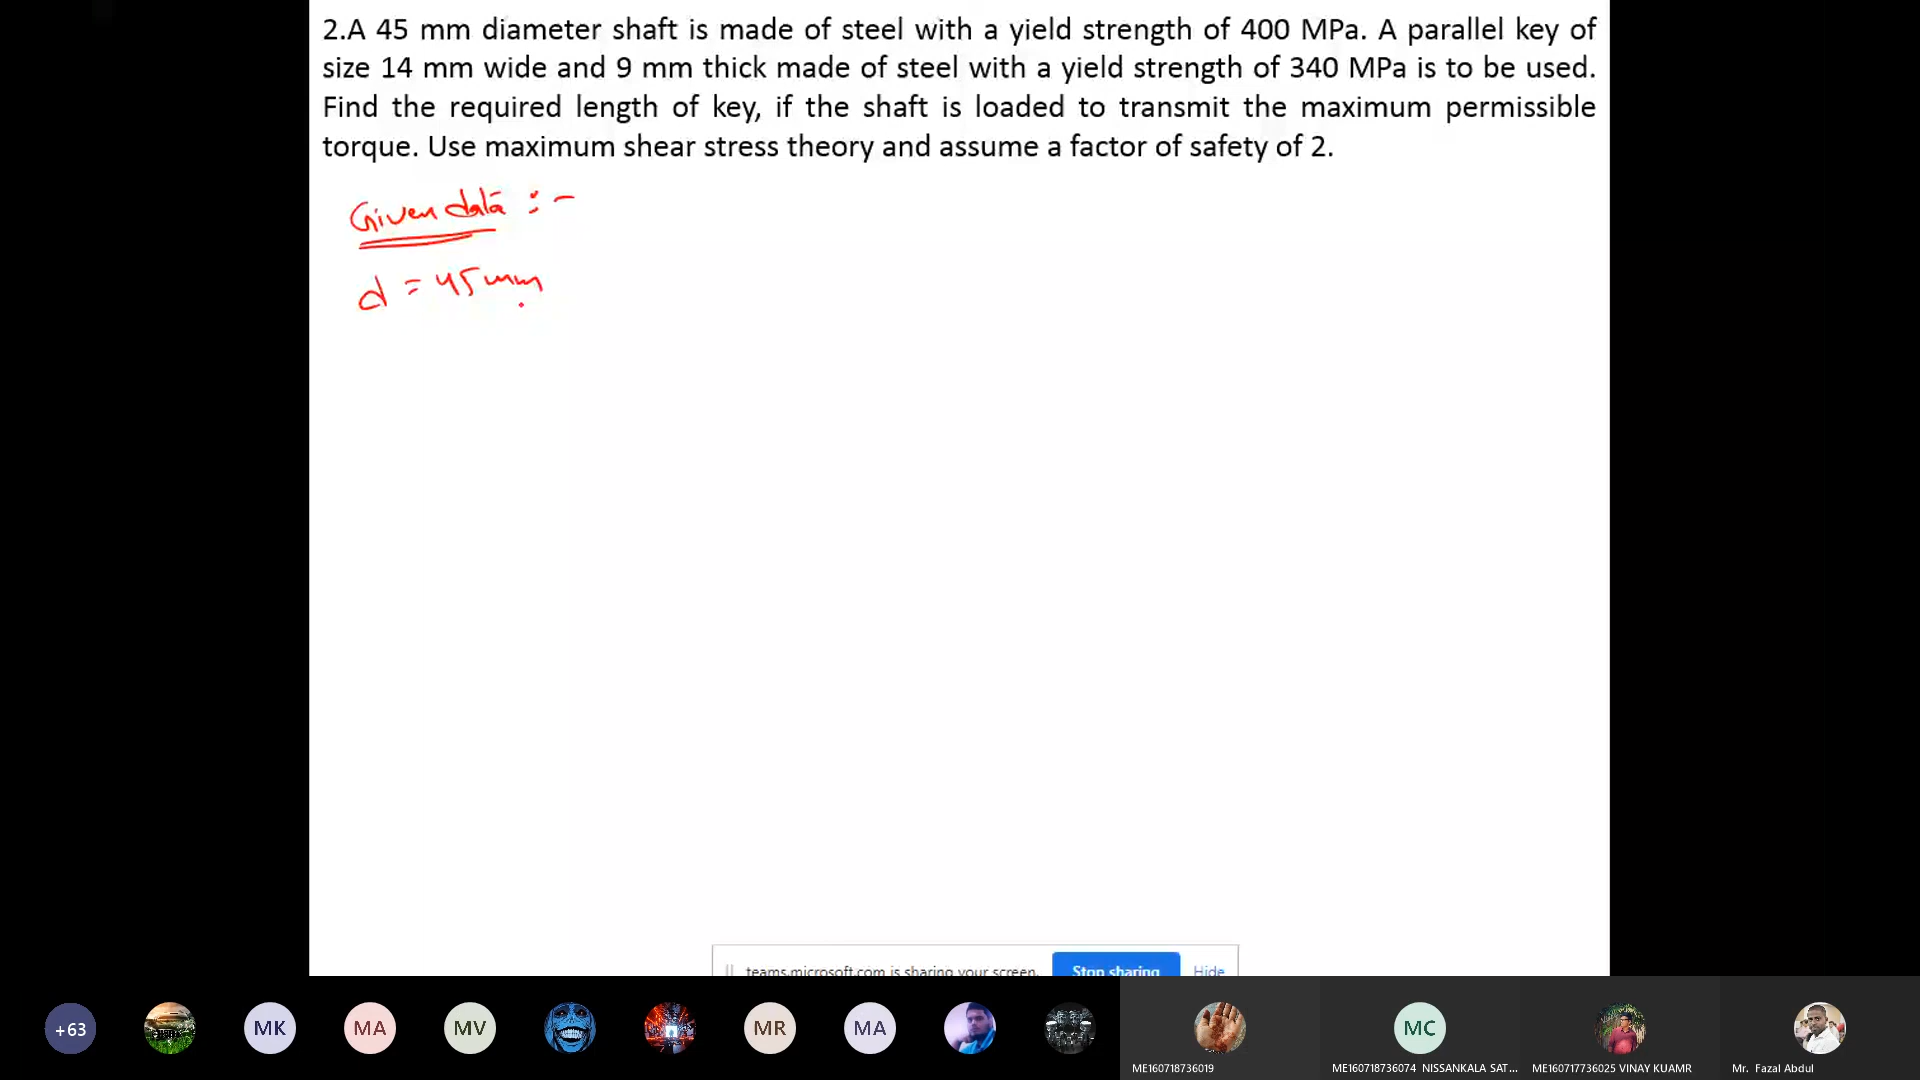 2.A 45 mm diameter shaft is made of steel with a yield strength of 400 MPa. A parallel key of
size 14 mm wide and 9 mm thick made of steel with a yield strength of 340 MPa is to be used.
Find the required length of key, if the shaft is loaded to transmit the maximum permissible
torque. Use maximum shear stress theory and assume a factor of safety of 2.
Given data :-
d = 45 mm
teams.microsoft.com is sharing your screen. Stop sharing Hide
+63 MK MA MV MR MA MC
ME160718736019 ME160718736074 NISSANKALA SAT... ME160717736025 VINAY KUAMR Mr. Fazal Abdul